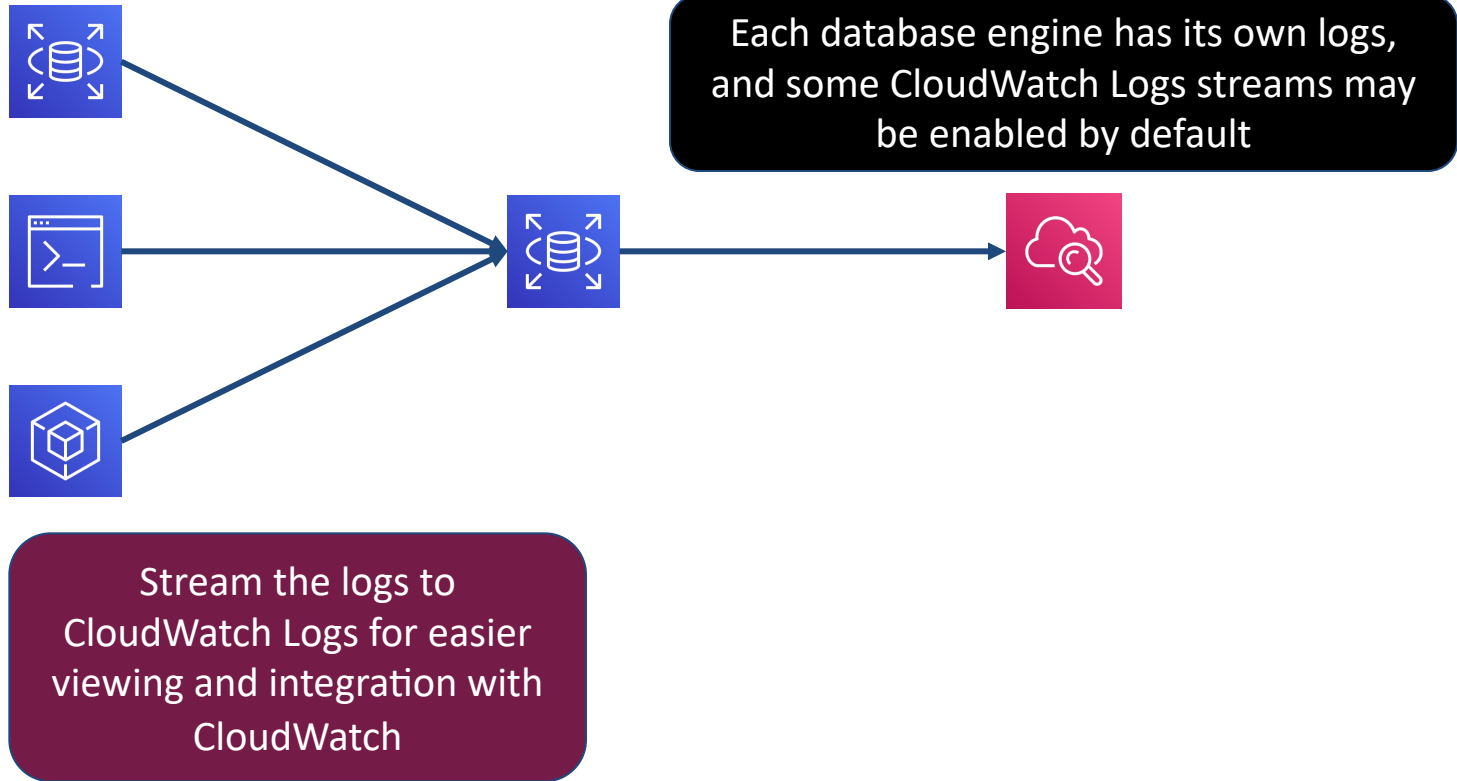 Each database engine has its own logs,
and some CloudWatch Logs streams may
be enabled by default
Stream the logs to
CloudWatch Logs for easier
viewing and integration with
CloudWatch